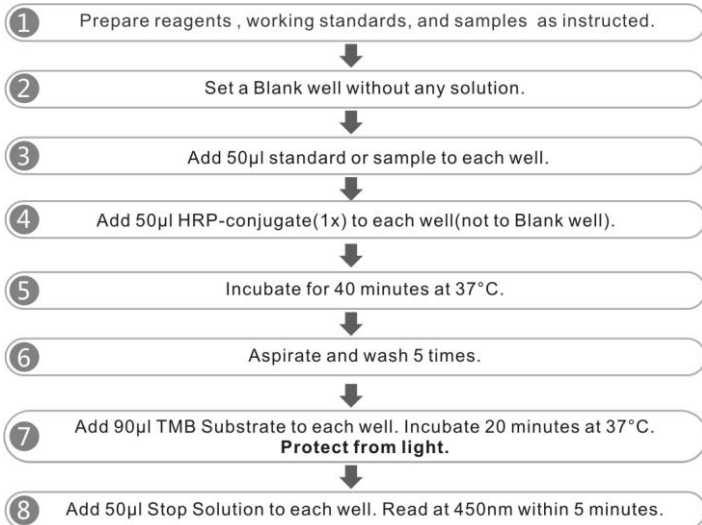 1 Prepare reagents , working standards, and samples as instructed.
2 Set a Blank well without any solution.
3 Add 50μl standard or sample to each well.
4 Add 50μl HRP-conjugate(1x) to each well(not to Blank well).
5 Incubate for 40 minutes at 37°C.
6 Aspirate and wash 5 times.
7 Add 90μl TMB Substrate to each well. Incubate 20 minutes at 37°C.
Protect from light.
8 Add 50μl Stop Solution to each well. Read at 450nm within 5 minutes.